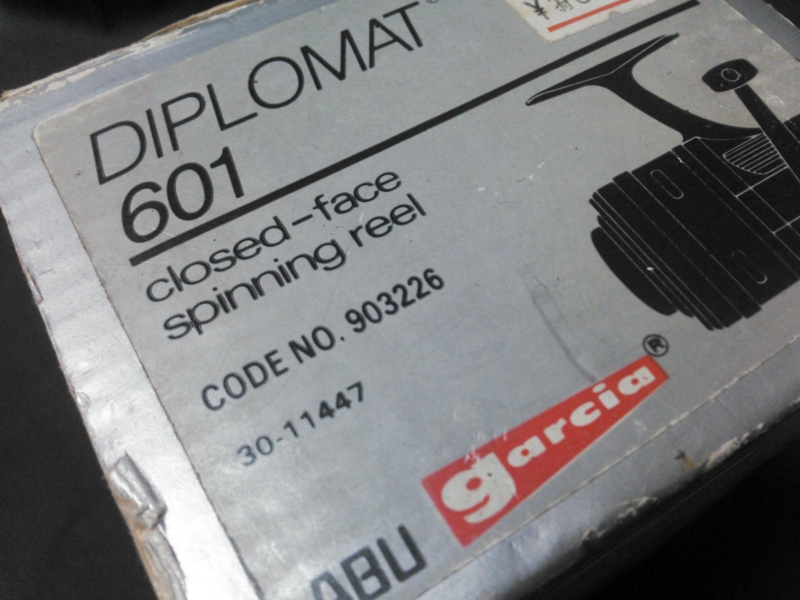 DIPLOMAT®
601
closed-face
spinning reel
CODE NO. 903226
30-11447
garcia®
ABU